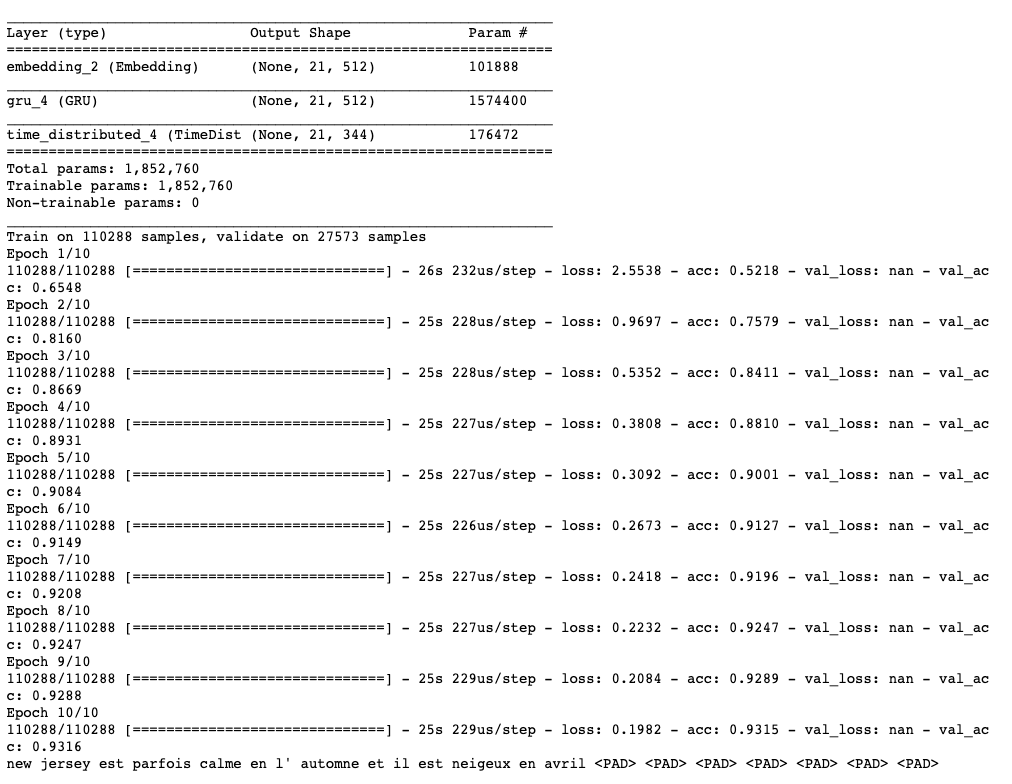 Layer (type)                 Output Shape              Param #
=================================================================
embedding_2 (Embedding)      (None, 21, 512)           101888
_________________________________________________________________
gru_4 (GRU)                  (None, 21, 512)           1574400
_________________________________________________________________
time_distributed_4 (TimeDist (None, 21, 344)           176472
=================================================================
Total params: 1,852,760
Trainable params: 1,852,760
Non-trainable params: 0
_________________________________________________________________
Train on 110288 samples, validate on 27573 samples
Epoch 1/10
110288/110288 [==============================] - 26s 232us/step - loss: 2.5538 - acc: 0.5218 - val_loss: nan - val_ac
c: 0.6548
Epoch 2/10
110288/110288 [==============================] - 25s 228us/step - loss: 0.9697 - acc: 0.7579 - val_loss: nan - val_ac
c: 0.8160
Epoch 3/10
110288/110288 [==============================] - 25s 228us/step - loss: 0.5352 - acc: 0.8411 - val_loss: nan - val_ac
c: 0.8669
Epoch 4/10
110288/110288 [==============================] - 25s 227us/step - loss: 0.3808 - acc: 0.8810 - val_loss: nan - val_ac
c: 0.8931
Epoch 5/10
110288/110288 [==============================] - 25s 227us/step - loss: 0.3092 - acc: 0.9001 - val_loss: nan - val_ac
c: 0.9084
Epoch 6/10
110288/110288 [==============================] - 25s 226us/step - loss: 0.2673 - acc: 0.9127 - val_loss: nan - val_ac
c: 0.9149
Epoch 7/10
110288/110288 [==============================] - 25s 227us/step - loss: 0.2418 - acc: 0.9196 - val_loss: nan - val_ac
c: 0.9208
Epoch 8/10
110288/110288 [==============================] - 25s 227us/step - loss: 0.2232 - acc: 0.9247 - val_loss: nan - val_ac
c: 0.9247
Epoch 9/10
110288/110288 [==============================] - 25s 229us/step - loss: 0.2084 - acc: 0.9289 - val_loss: nan - val_ac
c: 0.9288
Epoch 10/10
110288/110288 [==============================] - 25s 229us/step - loss: 0.1982 - acc: 0.9315 - val_loss: nan - val_ac
c: 0.9316
new jersey est parfois calme en l' automne et il est neigeux en avril <PAD> <PAD> <PAD> <PAD> <PAD> <PAD> <PAD>